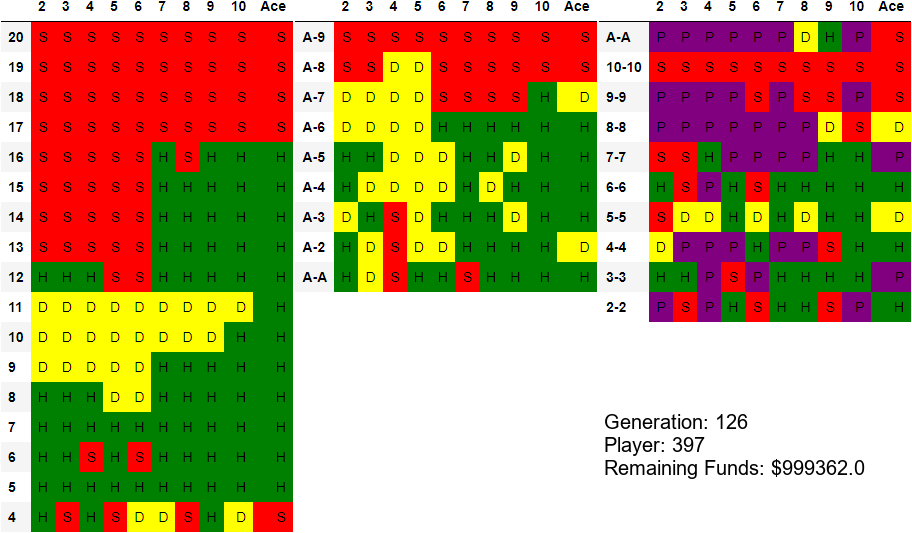 2 3 4 5 6 7 8 9 10 Ace
20 S S S S S S S S S S
19 S S S S S S S S S S
18 S S S S S S S S S S
17 S S S S S S S S S S
16 S S S S S H S H H H
15 S S S S S H H H H H
14 S S S S S H H H H H
13 S S S S S H H H H H
12 H H H S S H H H H H
11 D D D D D D D D D H
10 D D D D D D D D H H
9 D D D D D H H H H H
8 H H H D D H H H H H
7 H H H H H H H H H H
6 H H S H S H H H H H
5 H H H H H H H H H H
4 H S H S D D S H D S
2 3 4 5 6 7 8 9 10 Ace
A-9 S S S S S S S S S S
A-8 S S D D S S S S S S
A-7 D D D D S S S S H D
A-6 D D D D H H H H H H
A-5 H H D D D H H D H H
A-4 H D D D D H D H H H
A-3 D H S D H H H D H H
A-2 H D S D D H H H H D
A-A H D S H H S H H H H
2 3 4 5 6 7 8 9 10 Ace
A-A P P P P P P D H P S
10-10 S S S S S S S S S S
9-9 P P P P S P S S P S
8-8 P P P P P P P D S D
7-7 S S H P P P P H H P
6-6 H S P H S H H H H H
5-5 S D D H D H D H H D
4-4 D P P P H P P S H H
3-3 H H P S P H H H H P
2-2 P S P H S H H S P H
Generation: 126
Player: 397
Remaining Funds: $999362.0